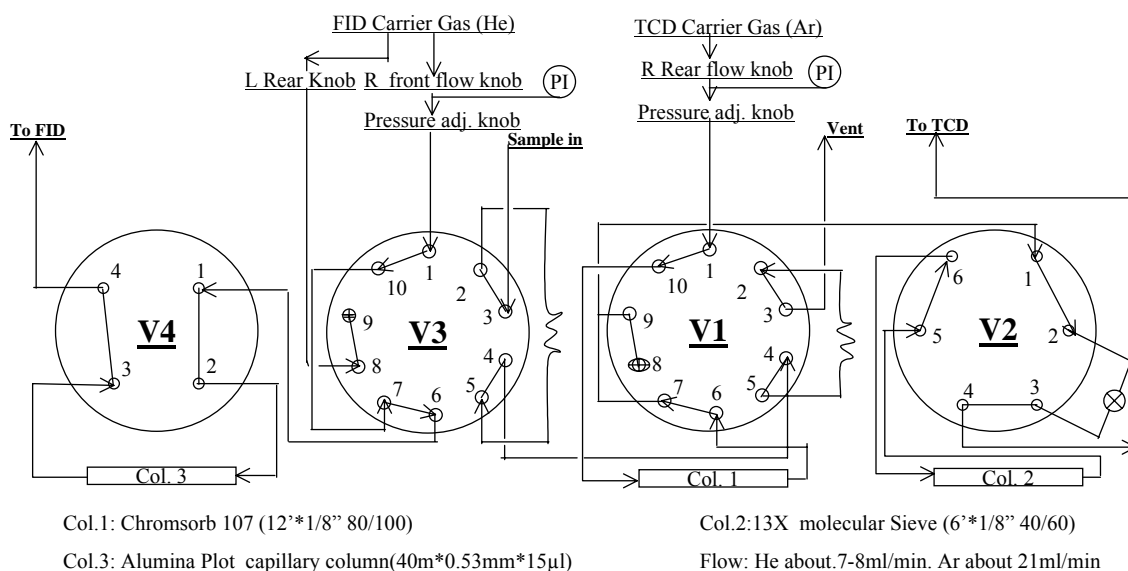 FID Carrier Gas (He)
TCD Carrier Gas (Ar)
L Rear Knob
R front flow knob
PI
R Rear flow knob
PI
Pressure adj. knob
Pressure adj. knob
To FID
Sample in
Vent
To TCD
4
1
3
2
V4
1
2
3
4
5
6
7
8
9
10
V3
1
2
3
4
5
6
7
8
9
10
V1
6
1
5
2
4
3
V2
Col. 3
Col. 1
Col. 2
Col.1: Chromsorb 107 (12’*1/8” 80/100)
Col.2:13X molecular Sieve (6’*1/8” 40/60)
Col.3: Alumina Plot capillary column(40m*0.53mm*15µl)
Flow: He about.7-8ml/min. Ar about 21ml/min